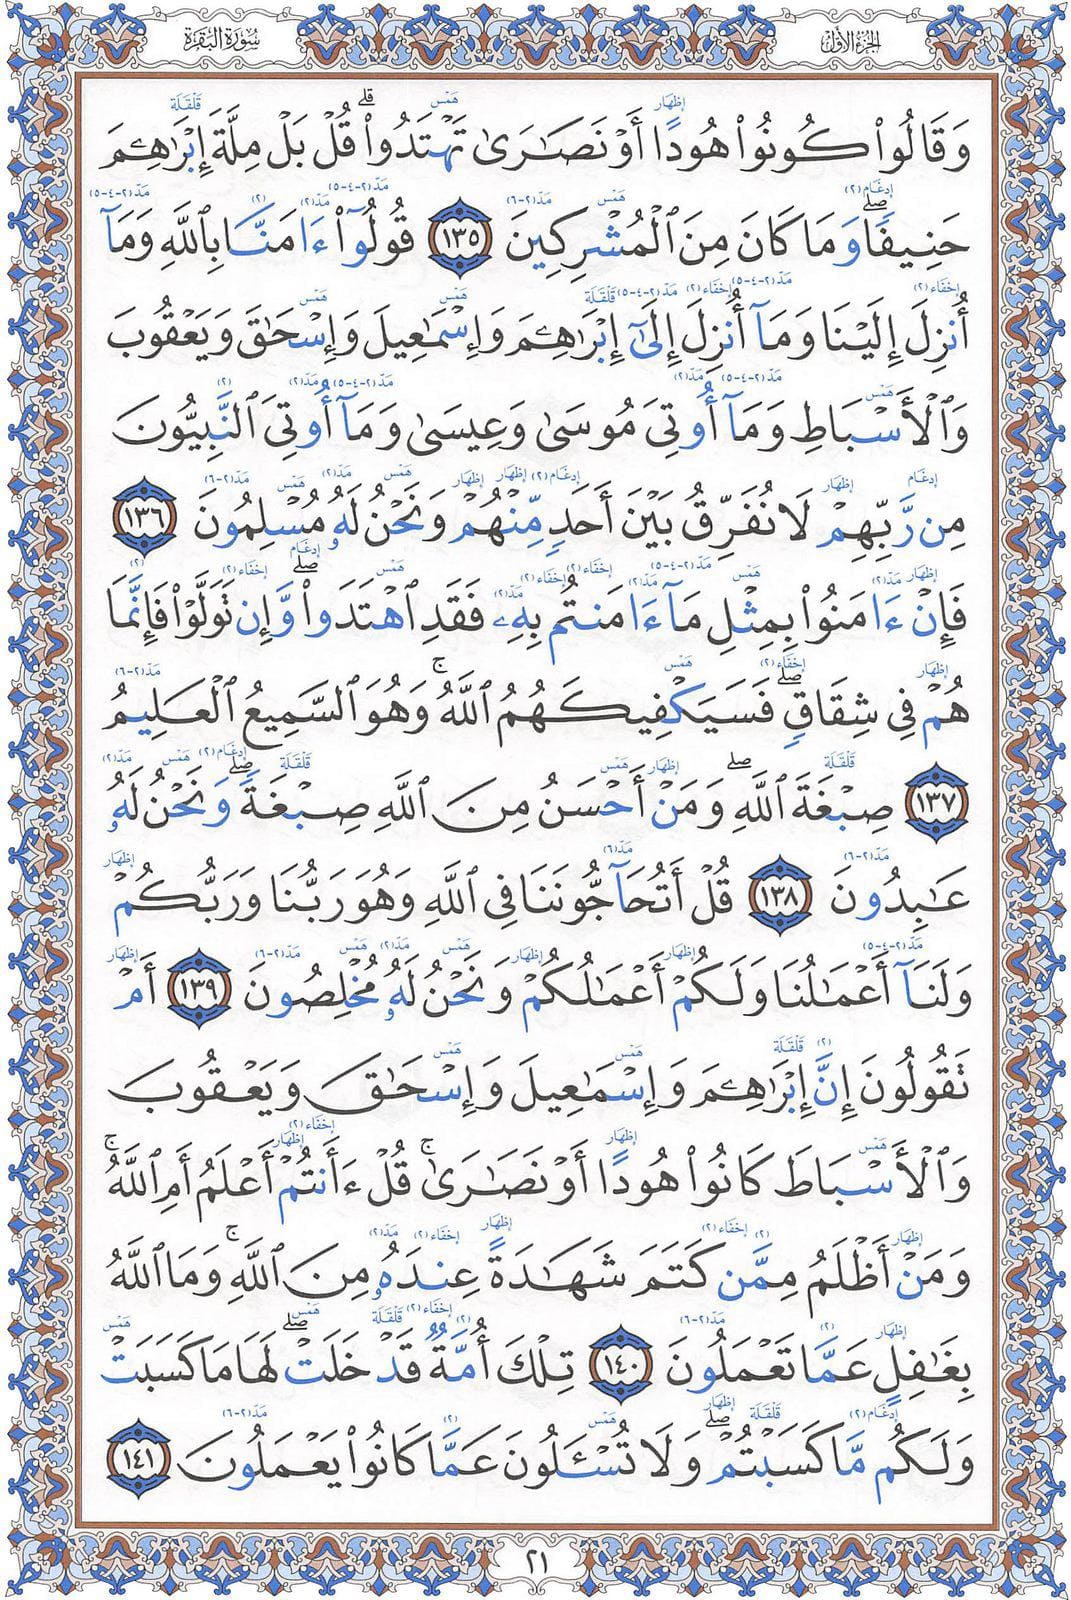 الجزء الأول
سورة البقرة
وَقَالُوا۟ كُونُوا۟ هُودًا أَوْ نَصَـٰرَىٰ تَهْتَدُوا۟ ۗ قُلْ بَلْ مِلَّةَ إِبْرَٰهِـۧمَ
حَنِيفًا ۖ وَمَا كَانَ مِنَ ٱلْمُشْرِكِينَ ١٣٥ قُولُوٓا۟ ءَامَنَّا بِٱللَّهِ وَمَآ
أُنزِلَ إِلَيْنَا وَمَآ أُنزِلَ إِلَىٰٓ إِبْرَٰهِـۧمَ وَإِسْمَـٰعِيلَ وَإِسْحَـٰقَ وَيَعْقُوبَ
وَٱلْأَسْبَاطِ وَمَآ أُوتِىَ مُوسَىٰ وَعِيسَىٰ وَمَآ أُوتِىَ ٱلنَّبِيُّونَ
مِن رَّبِّهِمْ لَا نُفَرِّقُ بَيْنَ أَحَدٍ مِّنْهُمْ وَنَحْنُ لَهُۥ مُسْلِمُونَ ١٣٦
فَإِنْ ءَامَنُوا۟ بِمِثْلِ مَآ ءَامَنتُم بِهِۦ فَقَدِ ٱهْتَدَوا۟ ۖ وَّإِن تَوَلَّوْا۟ فَإِنَّمَا
هُمْ فِى شِقَاقٍ ۖ فَسَيَكْفِيكَهُمُ ٱللَّهُ ۚ وَهُوَ ٱلسَّمِيعُ ٱلْعَلِيمُ
١٣٧ صِبْغَةَ ٱللَّهِ ۖ وَمَنْ أَحْسَنُ مِنَ ٱللَّهِ صِبْغَةً ۖ وَنَحْنُ لَهُۥ
عَـٰبِدُونَ ١٣٨ قُلْ أَتُحَآجُّونَنَا فِى ٱللَّهِ وَهُوَ رَبُّنَا وَرَبُّكُمْ
وَلَنَآ أَعْمَـٰلُنَا وَلَكُمْ أَعْمَـٰلُكُمْ وَنَحْنُ لَهُۥ مُخْلِصُونَ ١٣٩ أَمْ
تَقُولُونَ إِنَّ إِبْرَٰهِـۧمَ وَإِسْمَـٰعِيلَ وَإِسْحَـٰقَ وَيَعْقُوبَ
وَٱلْأَسْبَاطَ كَانُوا۟ هُودًا أَوْ نَصَـٰرَىٰ ۗ قُلْ ءَأَنتُمْ أَعْلَمُ أَمِ ٱللَّهُ ۗ
وَمَنْ أَظْلَمُ مِمَّن كَتَمَ شَهَـٰدَةً عِندَهُۥ مِنَ ٱللَّهِ ۗ وَمَا ٱللَّهُ
بِغَـٰفِلٍ عَمَّا تَعْمَلُونَ ١٤٠ تِلْكَ أُمَّةٌ قَدْ خَلَتْ ۖ لَهَا مَا كَسَبَتْ
وَلَكُم مَّا كَسَبْتُمْ ۖ وَلَا تُسْـَٔلُونَ عَمَّا كَانُوا۟ يَعْمَلُونَ ١٤١
٢١